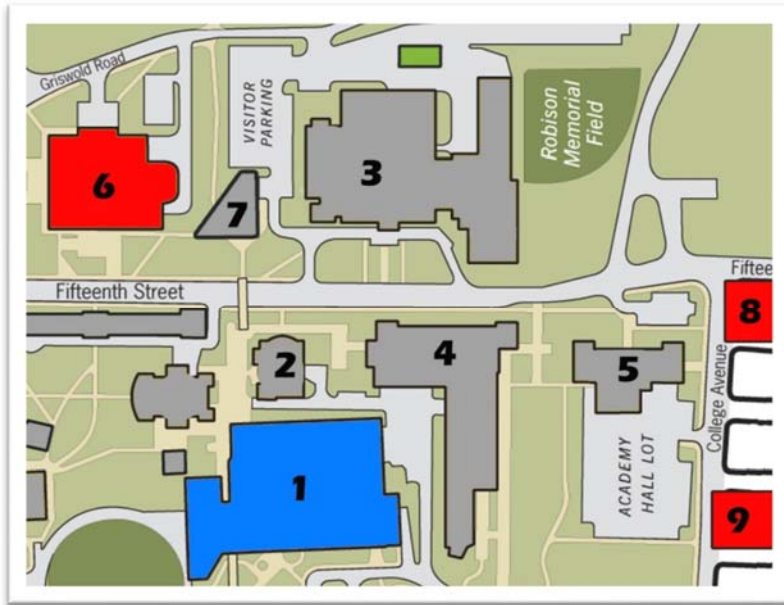 Griswold Road
VISITOR
PARKING
Robison
Memorial
Field
3
6
7
Fifteenth Street
Fiftee
8
2
4
5
College Avenue
ACADEMY
HALL LOT
1
9